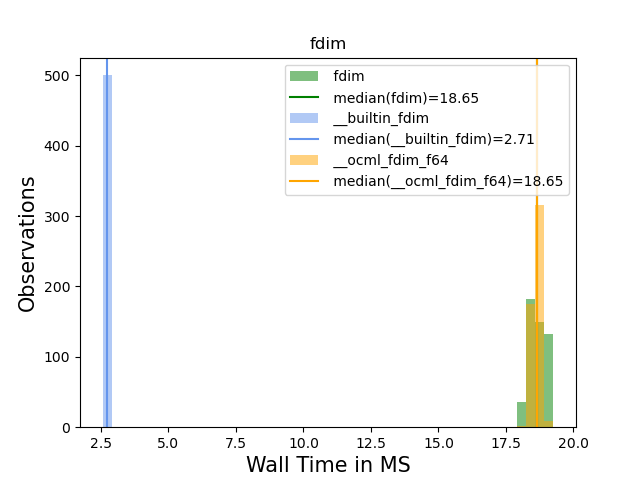 fdim
500
400
300
200
100
0
Observations
fdim
median(fdim)=18.65
__builtin_fdim
median(__builtin_fdim)=2.71
__ocml_fdim_f64
median(__ocml_fdim_f64)=18.65
2.5 5.0 7.5 10.0 12.5 15.0 17.5 20.0
Wall Time in MS